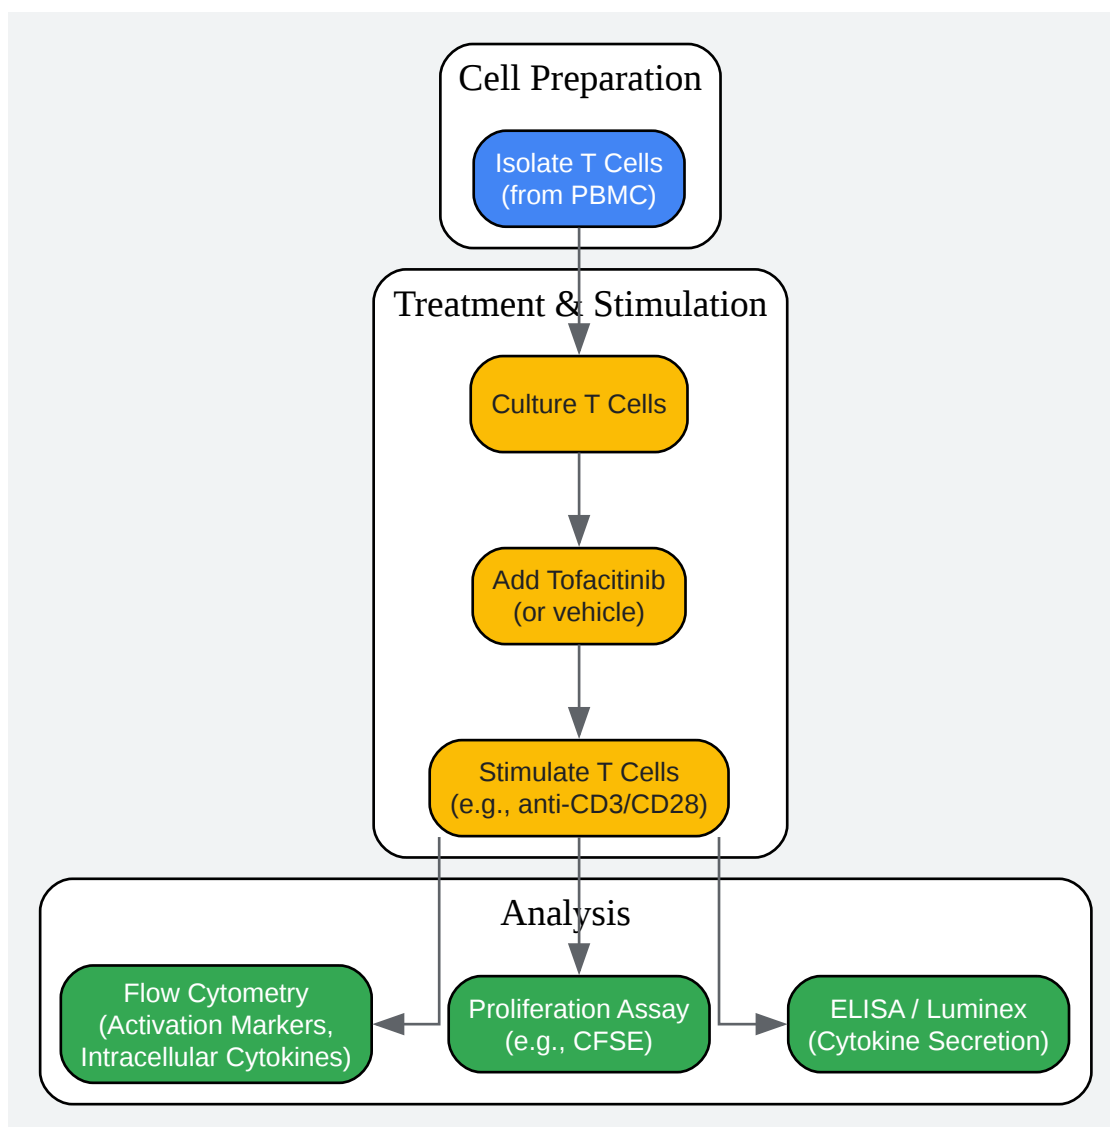 Cell Preparation
Isolate T Cells
(from PBMC)
Treatment & Stimulation
Culture T Cells
Add Tofacitinib
(or vehicle)
Stimulate T Cells
(e.g., anti-CD3/CD28)
Analysis
Flow Cytometry
(Activation Markers,
Intracellular Cytokines)
Proliferation Assay
(e.g., CFSE)
ELISA / Luminex
(Cytokine Secretion)